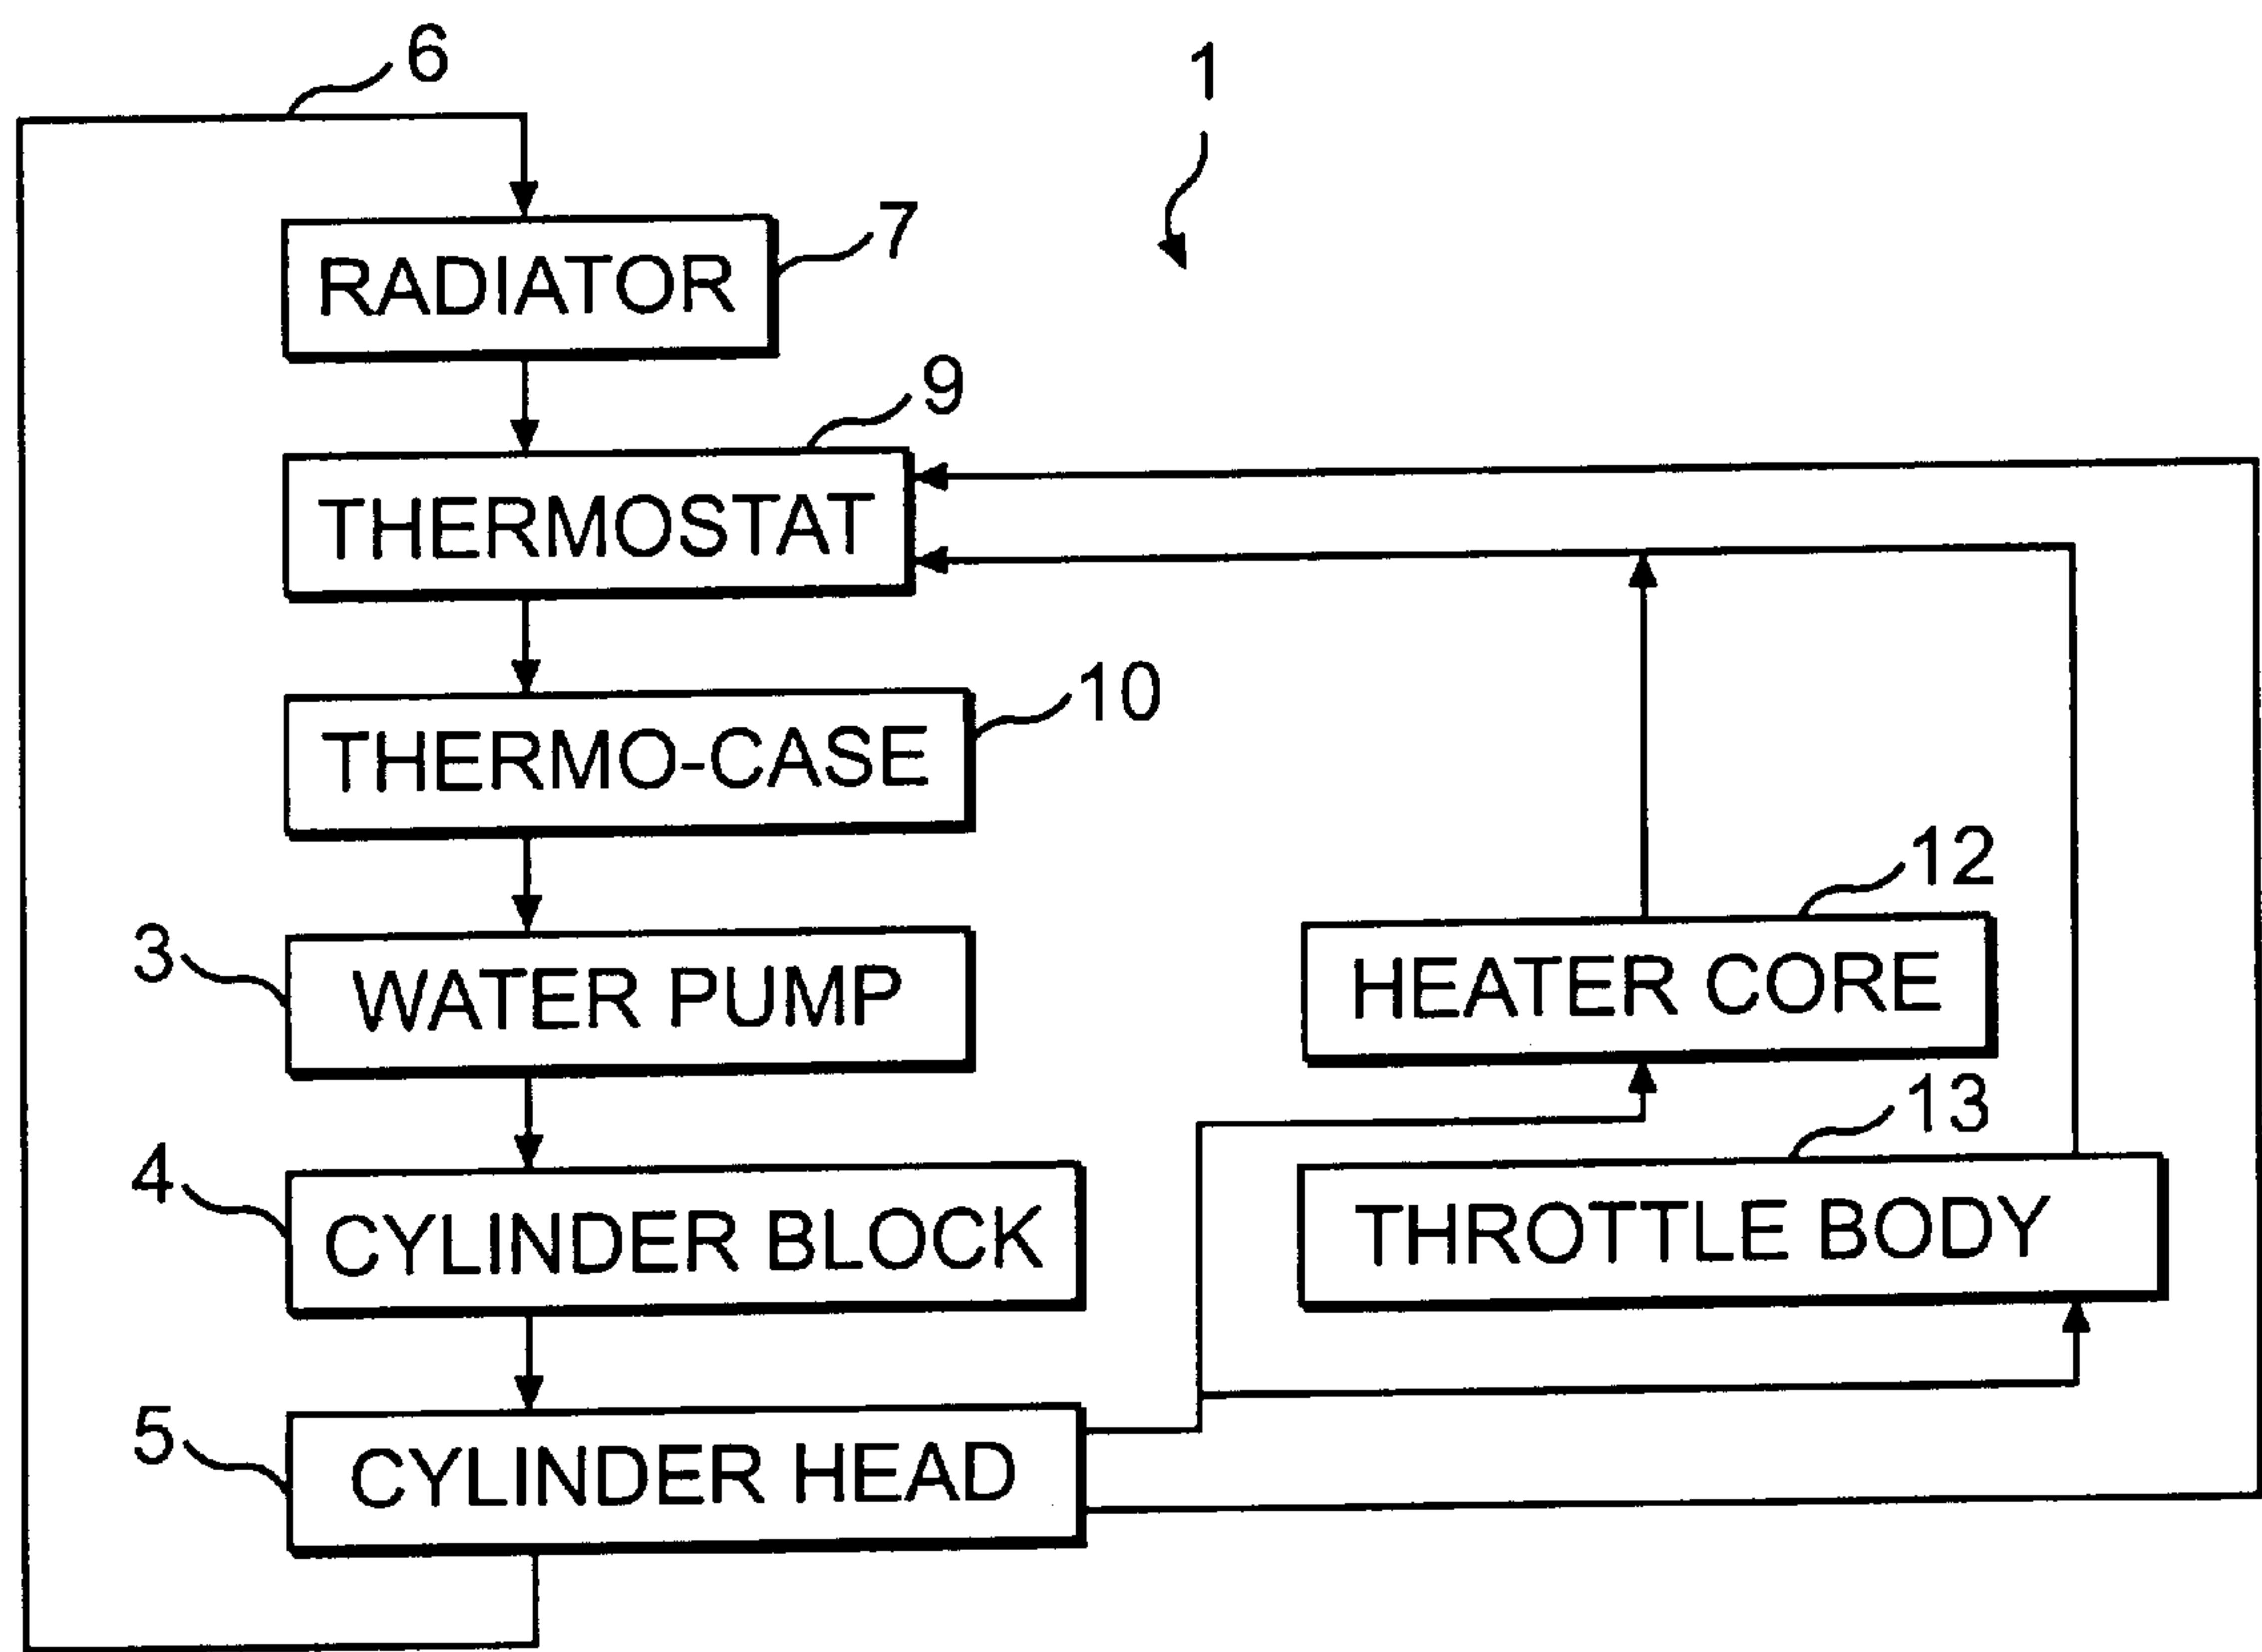 6
1
RADIATOR
7
9
THERMOSTAT
10
THERMO-CASE
12
3
WATER PUMP
HEATER CORE
13
4
CYLINDER BLOCK
THROTTLE BODY
5
CYLINDER HEAD